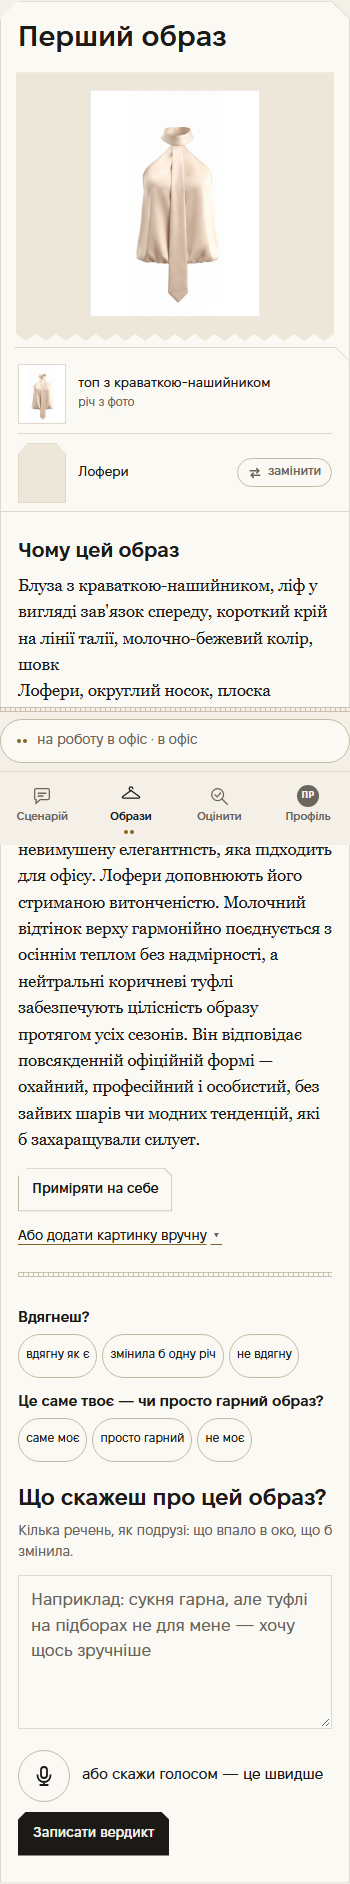 Перший образ
топ з краваткою-нашийником
річ з фото
Лофери
замінити
Чому цей образ
Блуза з краваткою-нашийником, ліф у
вигляді зав'язок спереду, короткий крій
на лінії талії, молочно-бежевий колір,
шовк
Лофери, округлий носок, плоска
на роботу в офіс · в офіс
Сценарій
Образи
Оцінити
ПР
Профіль
невимушену елегантність, яка підходить
для офісу. Лофери доповнюють його
стриманою витонченістю. Молочний
відтінок верху гармонійно поєднується з
осіннім теплом без надмірності, а
нейтральні коричневі туфлі
забезпечують цілісність образу
протягом усіх сезонів. Він відповідає
повсякденній офіційній формі —
охайний, професійний і особистий, без
зайвих шарів чи модних тенденцій, які
б захаращували силует.
Приміряти на себе
Або додати картинку вручну
Вдягнеш?
вдягну як є
змінила б одну річ
не вдягну
Це саме твоє — чи просто гарний образ?
саме моє
просто гарний
не моє
Що скажеш про цей образ?
Кілька речень, як подрузі: що впало в око, що б
змінила.
Наприклад: сукня гарна, але туфлі
на підборах не для мене — хочу
щось зручніше
або скажи голосом — це швидше
Записати вердикт